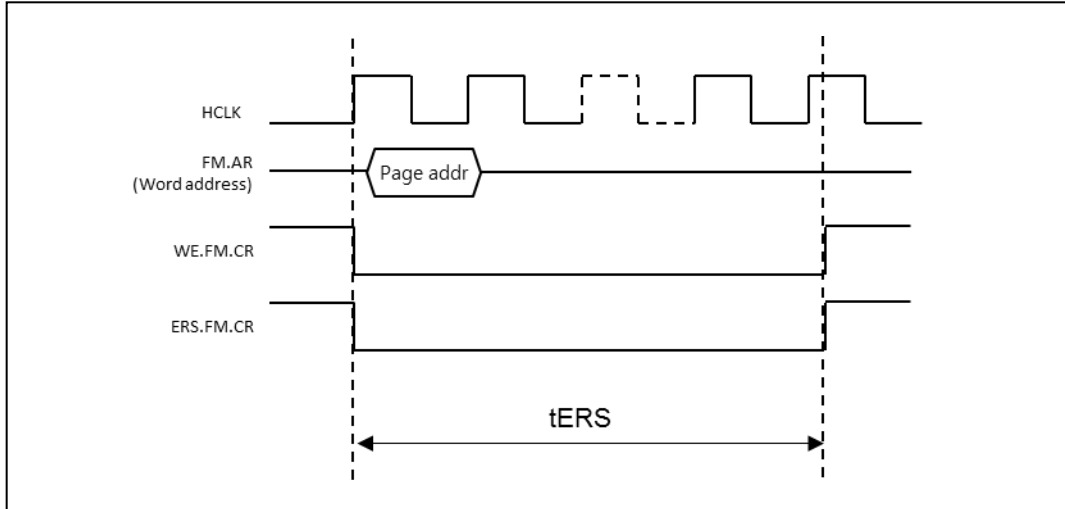 HCLK
FM.AR
(Word address)
Page addr
WE.FM.CR
ERS.FM.CR
tERS